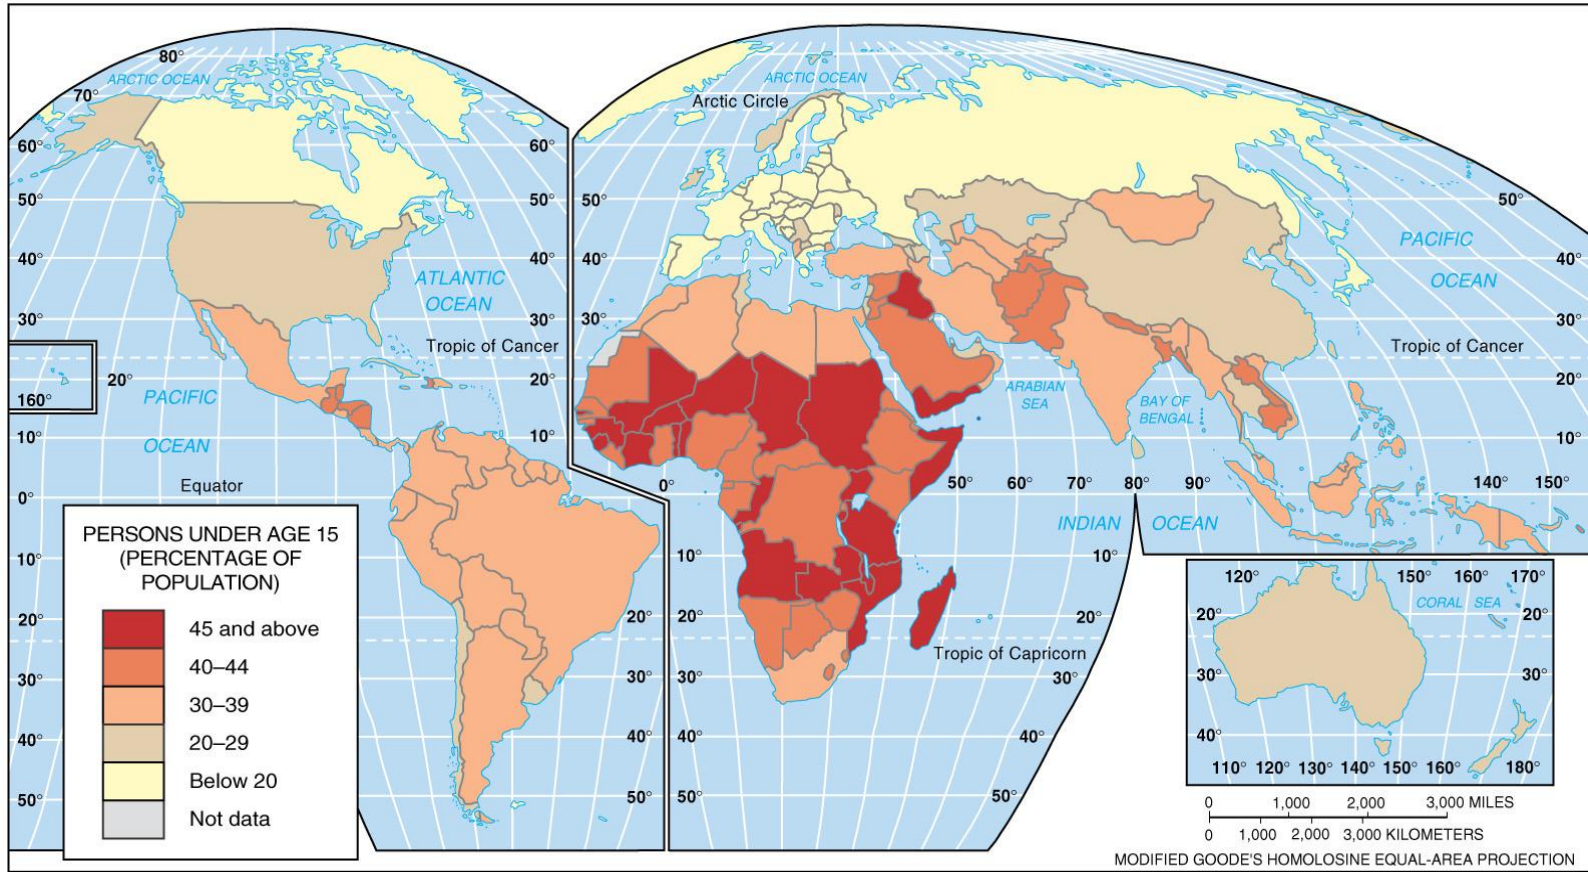 80°
ARCTIC OCEAN
ARCTIC OCEAN
70°
Arctic Circle
60°
60°
60°
50°
50°
50°
50°
PACIFIC
OCEAN
40°
40°
40°
40°
ATLANTIC
OCEAN
30°
30°
30°
30°
Tropic of Cancer
Tropic of Cancer
20°
20°
20°
160°
PACIFIC
OCEAN
ARABIAN
SEA
BAY OF
BENGAL
10°
10°
10°
Equator
0°
0°
50°
60°
70°
80°
90°
140°
150°
INDIAN
OCEAN
PERSONS UNDER AGE 15
(PERCENTAGE OF
POPULATION)
45 and above
40–44
30–39
20–29
Below 20
Not data
10°
10°
10°
10°
20°
20°
20°
20°
Tropic of Capricorn
30°
30°
30°
30°
40°
40°
40°
40°
50°
50°
50°
50°
120°
150°
160°
170°
CORAL SEA
20°
20°
30°
30°
40°
110°
120°
130°
140°
150°
160°
180°
0 1,000 2,000 3,000 MILES
0 1,000 2,000 3,000 KILOMETERS
MODIFIED GOODE'S HOMOLOSINE EQUAL-AREA PROJECTION